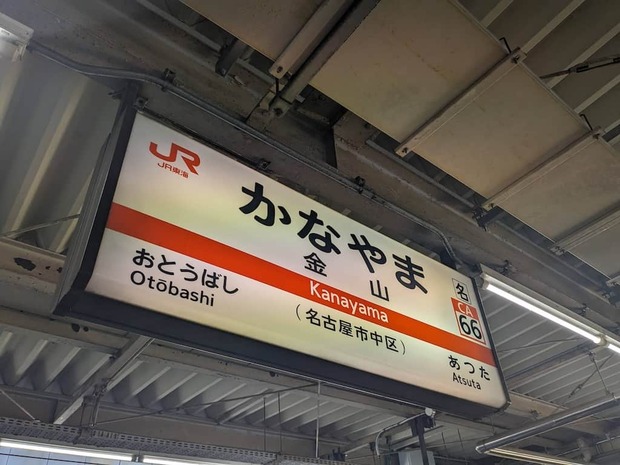 JR
JR東海
かなやま
金山
Kanayama
(名古屋市中区)
おとうばし
Otōbashi
名
CA
66
あつた
Atsuta